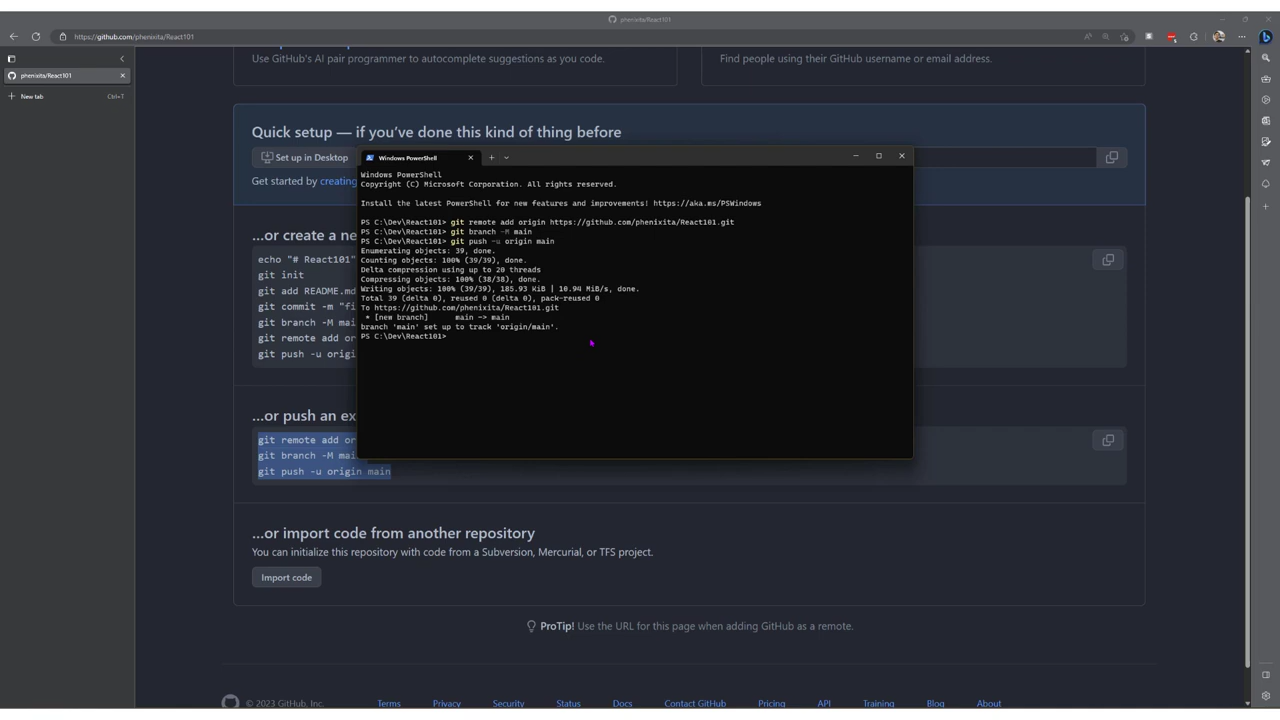 phenixita/React101
https://github.com/phenixita/React101
phenixita/React101
New tab
Ctrl+T
Use GitHub's AI pair programmer to autocomplete suggestions as you code.
Find people using their GitHub username or email address.
Quick setup — if you've done this kind of thing before
Set up in Desktop
Get started by creating
Windows PowerShell
Windows PowerShell
Copyright (C) Microsoft Corporation. All rights reserved.
Install the latest PowerShell for new features and improvements! https://aka.ms/PSWindows
PS C:\Dev\React101> git remote add origin https://github.com/phenixita/React101.git
PS C:\Dev\React101> git branch -M main
PS C:\Dev\React101> git push -u origin main
Enumerating objects: 39, done.
Counting objects: 100% (39/39), done.
Delta compression using up to 20 threads
Compressing objects: 100% (38/38), done.
Writing objects: 100% (39/39), 185.93 KiB | 10.94 MiB/s, done.
Total 39 (delta 0), reused 0 (delta 0), pack-reused 0
To https://github.com/phenixita/React101.git
* [new branch]      main -> main
branch 'main' set up to track 'origin/main'.
PS C:\Dev\React101>
...or create a ne
echo "# React101"
git init
git add README.md
git commit -m "fi
git branch -M mai
git remote add o
git push -u origi
...or push an ex
git remote add or
git branch -M mai
git push -u origin main
...or import code from another repository
You can initialize this repository with code from a Subversion, Mercurial, or TFS project.
Import code
ProTip! Use the URL for this page when adding GitHub as a remote.
© 2023 GitHub, Inc.
Terms
Privacy
Security
Status
Docs
Contact GitHub
Pricing
API
Training
Blog
About